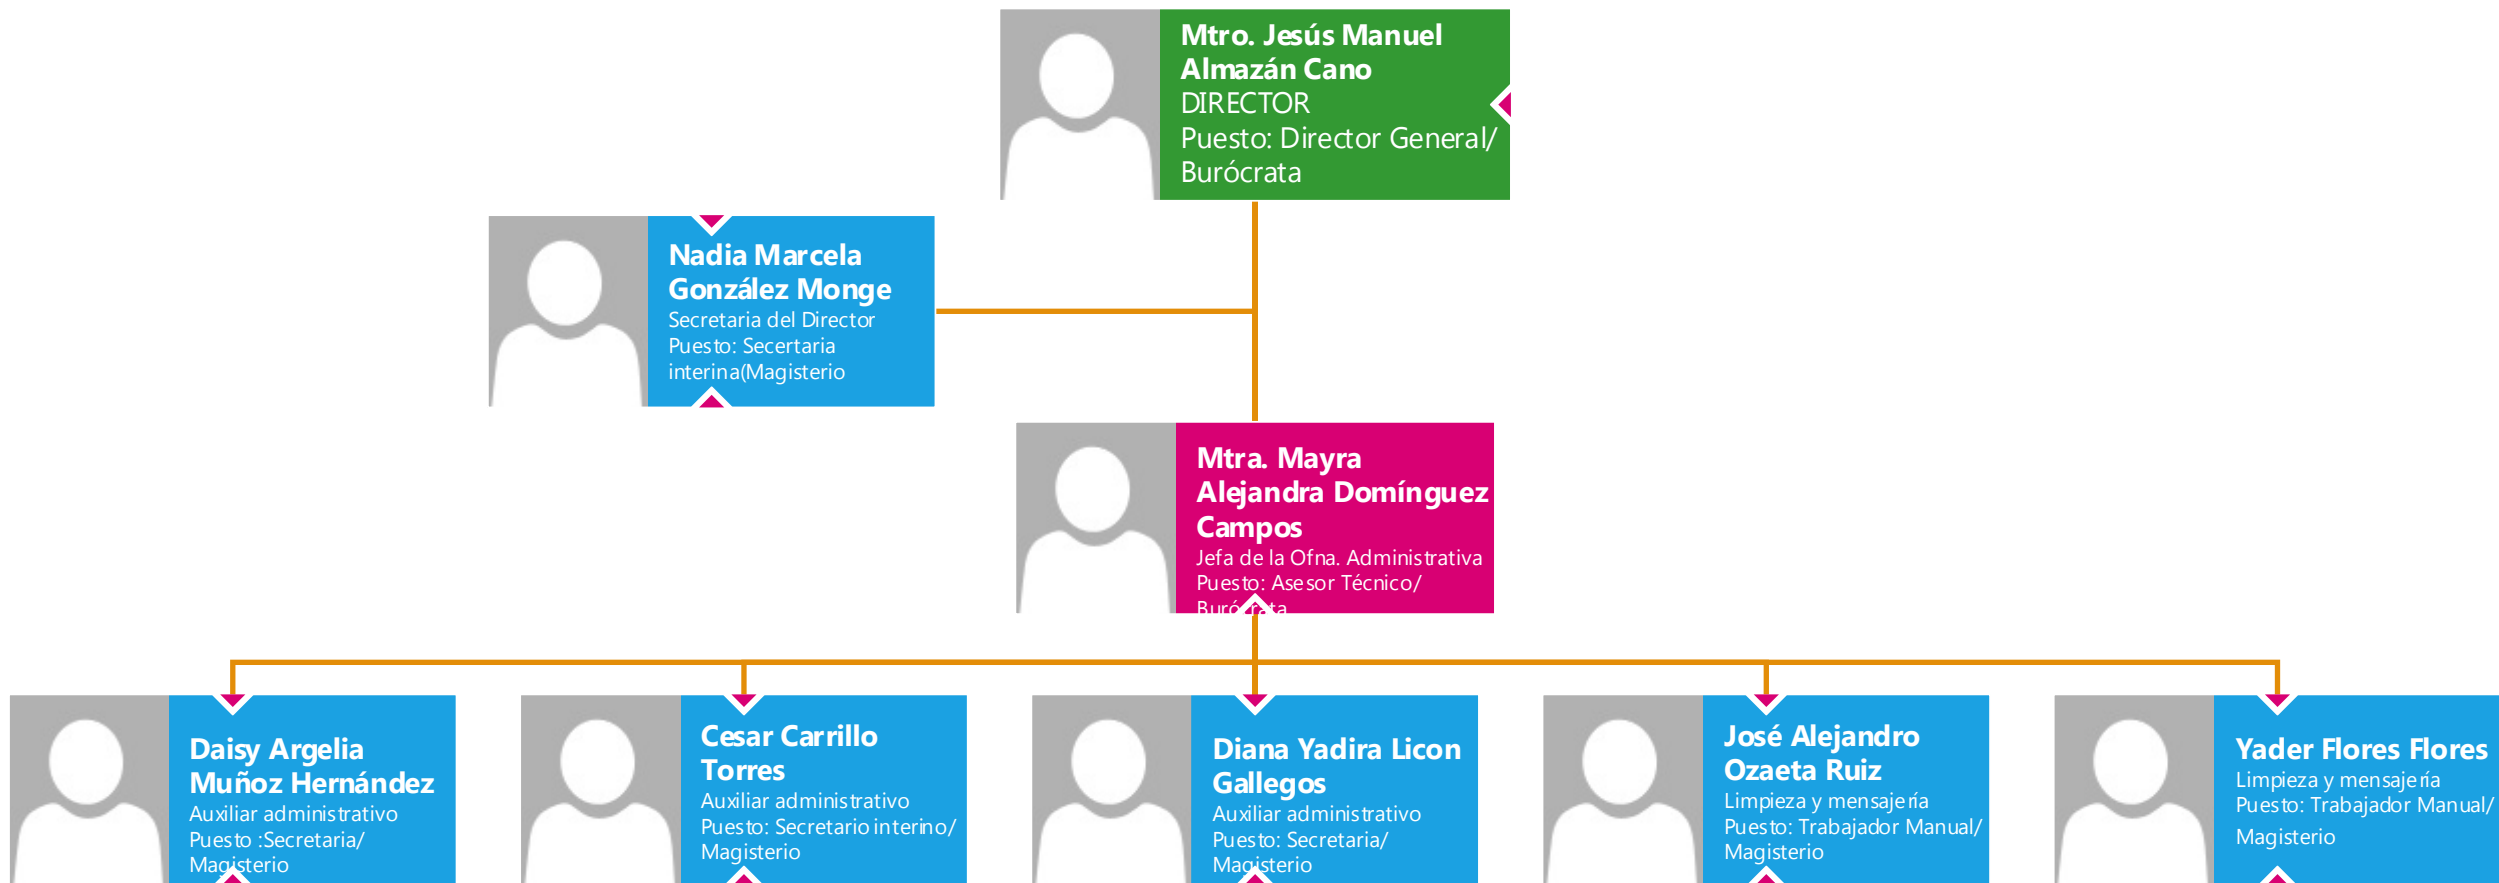 Mtro. Jesús Manuel
Almazán Cano
DIRECTOR
Puesto: Director General/
Burócrata
Nadia Marcela
González Monge
Secretaria del Director
Puesto: Secertaria
interina(Magisterio
Mtra. Mayra
Alejandra Domínguez
Campos
Jefa de la Ofna. Administrativa
Puesto: Asesor Técnico/
Burócrata
Daisy Argelia
Muñoz Hernández
Auxiliar administrativo
Puesto :Secretaria/
Magisterio
Cesar Carrillo
Torres
Auxiliar administrativo
Puesto: Secretario interino/
Magisterio
Diana Yadira Licon
Gallegos
Auxiliar administrativo
Puesto: Secretaria/
Magisterio
José Alejandro
Ozaeta Ruiz
Limpieza y mensajería
Puesto: Trabajador Manual/
Magisterio
Yader Flores Flores
Limpieza y mensajería
Puesto: Trabajador Manual/
Magisterio